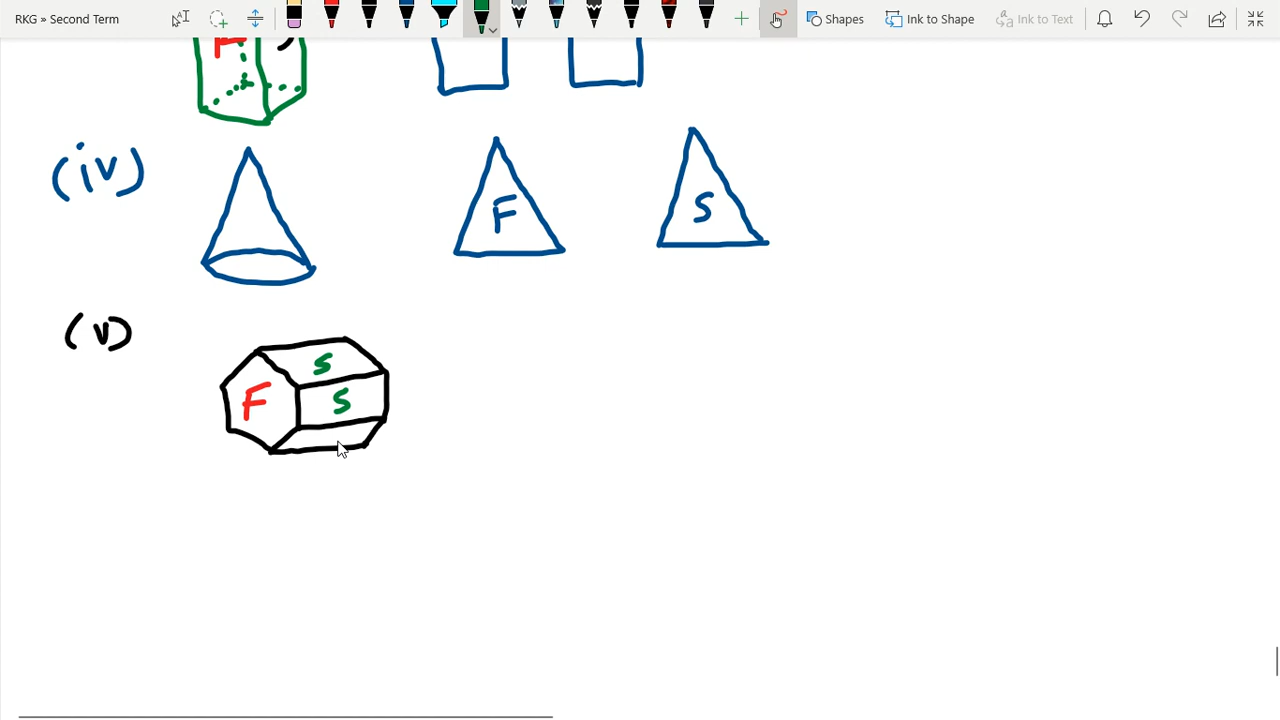 RKG » Second Term
Shapes
Ink to Shape
Ink to Text
F
(iv)
F
S
(v)
S
F
S